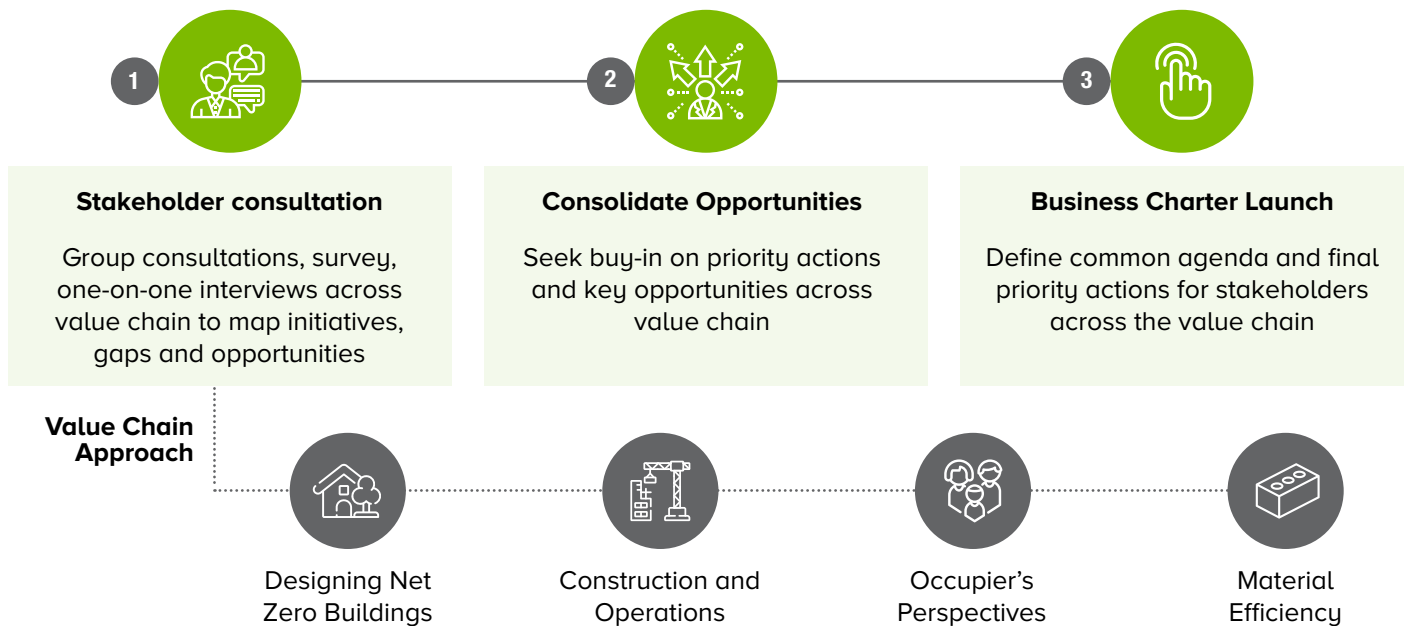 1
2
3
Stakeholder consultation
Group consultations, survey,
one-on-one interviews across
value chain to map initiatives,
gaps and opportunities
Consolidate Opportunities
Seek buy-in on priority actions
and key opportunities across
value chain
Business Charter Launch
Define common agenda and final
priority actions for stakeholders
across the value chain
Value Chain
Approach
Designing Net
Zero Buildings
Construction and
Operations
Occupier’s
Perspectives
Material
Efficiency